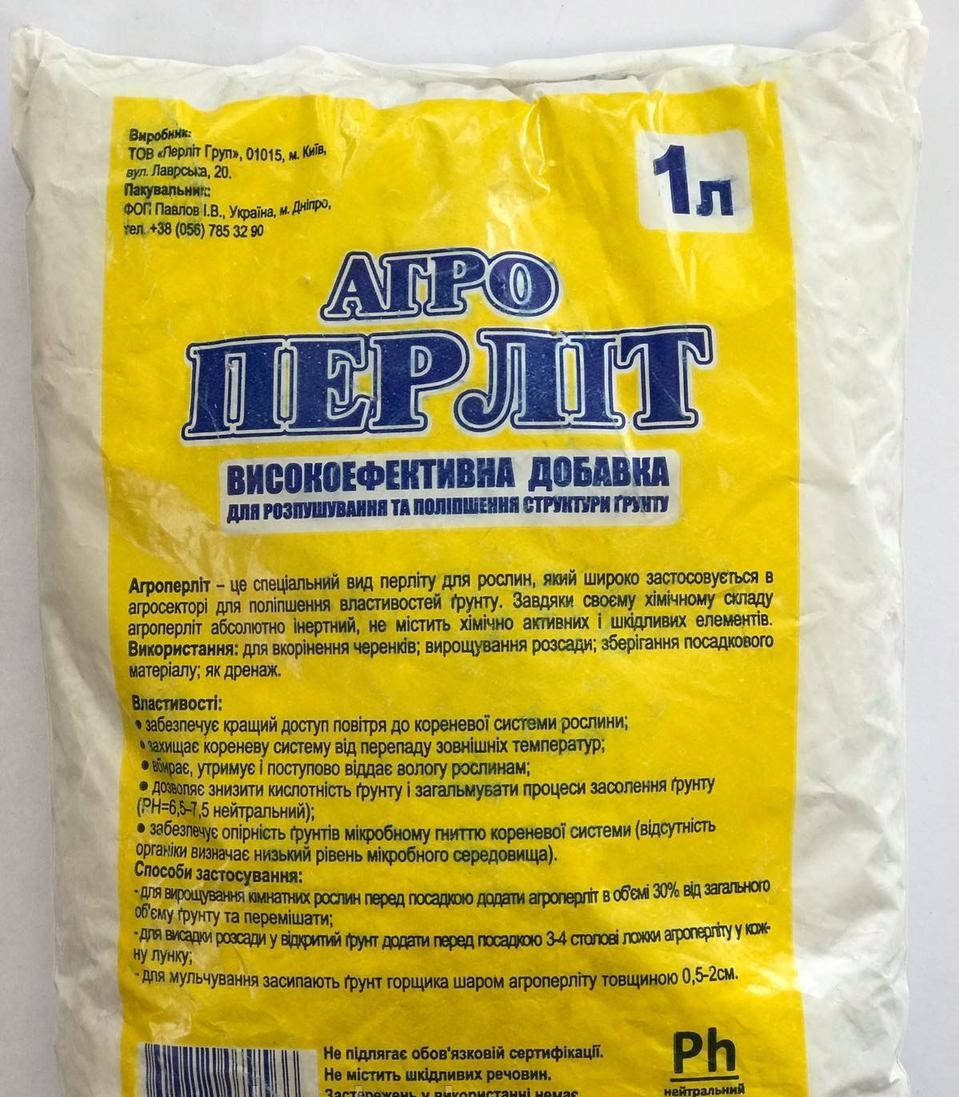 Виробник:
ТОВ «Перліт Груп», 01015, м. Київ,
вул. Лаврська, 20.
Пакувальник:
ФОП Павлов І.В., Україна, м. Дніпро,
тел. +38 (056) 785 32 90
1л
АГРО
ПЕРЛІТ
ВИСОКОЕФЕКТИВНА ДОБАВКА
ДЛЯ РОЗПУШУВАННЯ ТА ПОЛІПШЕННЯ СТРУКТУРИ ҐРУНТУ
Агроперліт – це спеціальний вид перліту для рослин, який широко застосовується в
агросекторі для поліпшення властивостей ґрунту. Завдяки своєму хімічному складу
агроперліт абсолютно інертний, не містить хімічно активних і шкідливих елементів.
Використання: для вкорінення черенків; вирощування розсади; зберігання посадкового
матеріалу; як дренаж.
Властивості:
• забезпечує кращий доступ повітря до кореневої системи рослини;
• захищає кореневу систему від перепаду зовнішніх температур;
• вбирає, утримує і поступово віддає вологу рослинам;
• дозволяє знизити кислотність ґрунту і загальмувати процеси засолення ґрунту
(PH=6,5-7,5 нейтральний);
• забезпечує опірність ґрунтів мікробному гниттю кореневої системи (відсутність
органіки визначає низький рівень мікробного середовища).
Способи застосування:
- для вирощування кімнатних рослин перед посадкою додати агроперліт в об'ємі 30% від загального
об'єму ґрунту та перемішати;
- для висадки розсади у відкритий ґрунт додати перед посадкою 3-4 столові ложки агроперліту у кож-
ну лунку;
- для мульчування засипають ґрунт горщика шаром агроперліту товщиною 0,5-2см.
Не підлягає обов'язковій сертифікації.
Не містить шкідливих речовин.
Застережень у використанні немає.
Ph
нейтральний